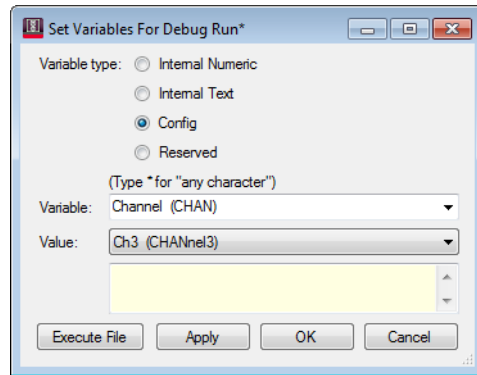 Set Variables For Debug Run*
Variable type: Internal Numeric
Internal Text
Config
Reserved
(Type * for "any character")
Variable: Channel (CHAN)
Value: Ch3 (CHANnel3)
Execute File Apply OK Cancel